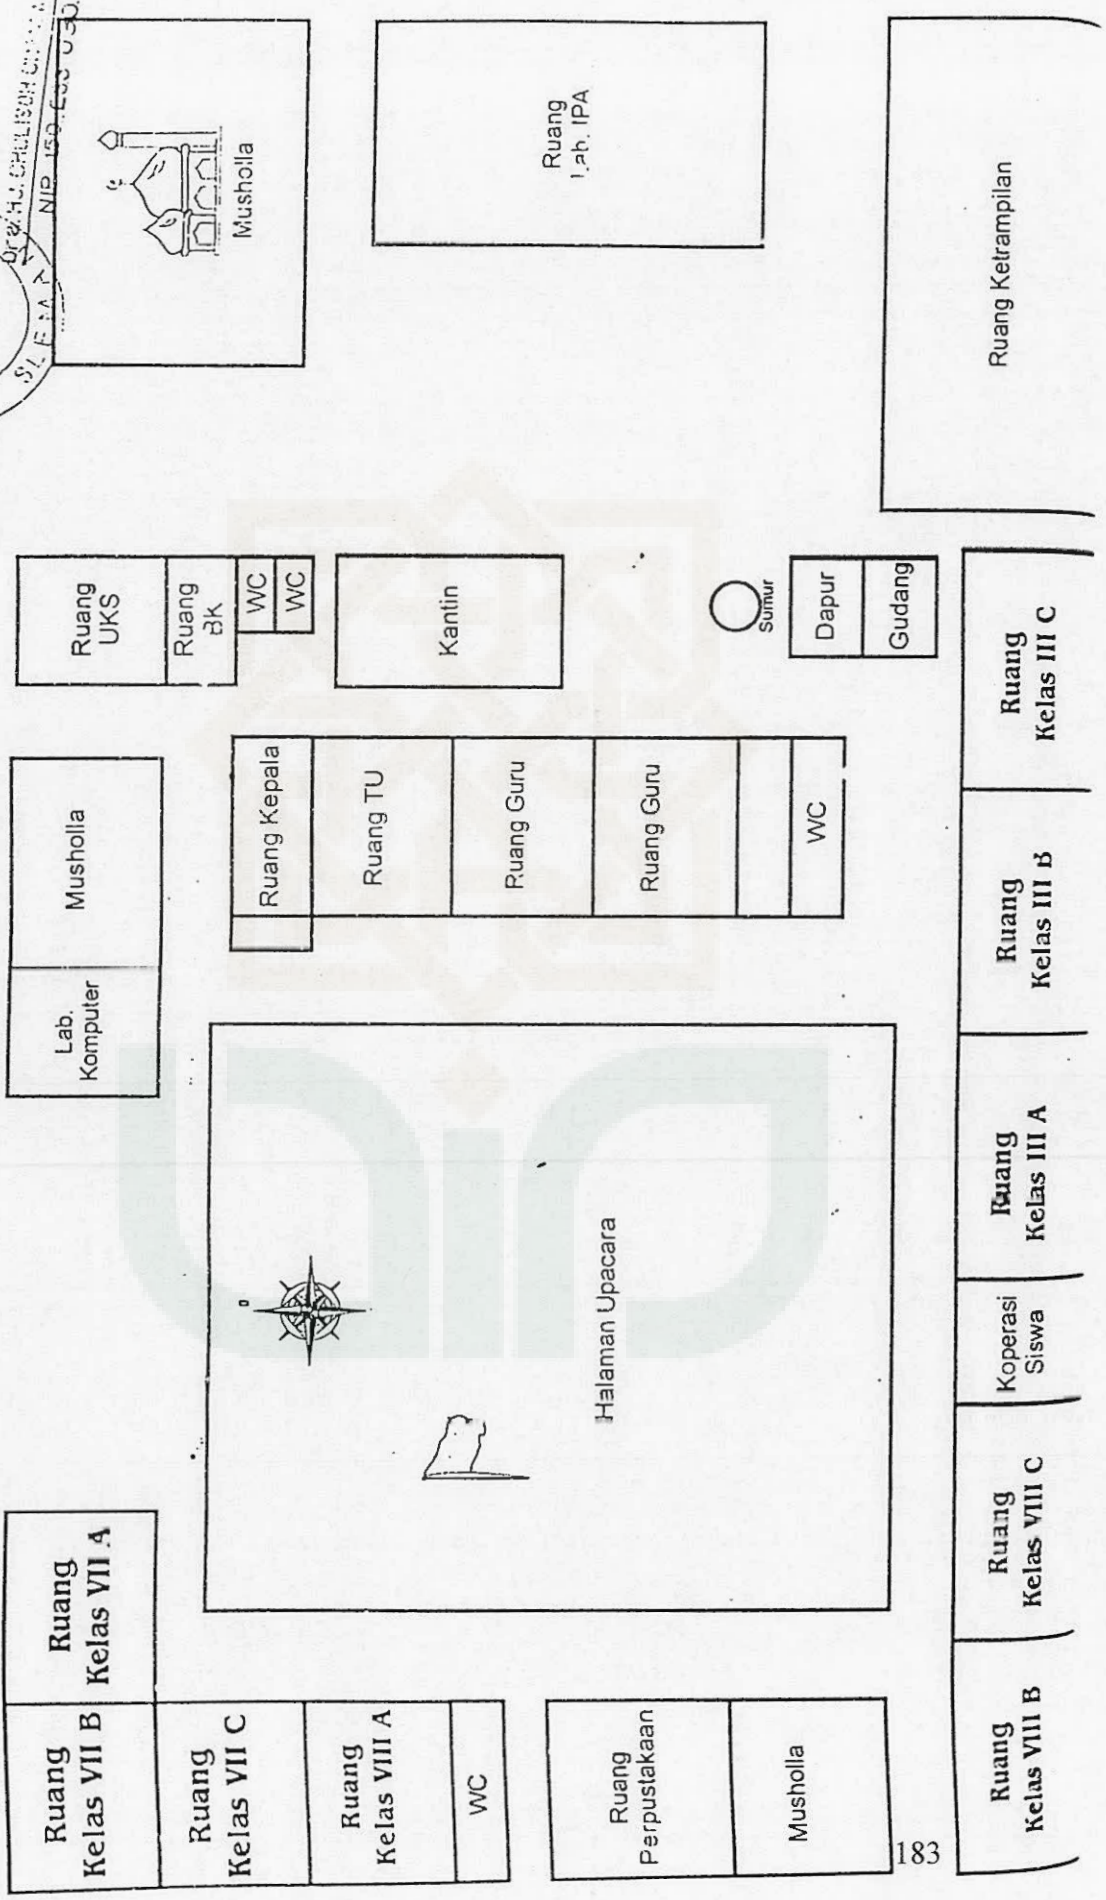 SLEMAN
NIP. 150
Musholla
Ruang
Lab. IPA
Ruang Ketrampilan
Ruang
UKS
Ruang
BK
WC
WC
Kantin
Sumur
Dapur
Gudang
Musholla
Lab.
Komputer
Ruang Kepala
Ruang TU
Ruang Guru
Ruang Guru
WC
Ruang
Kelas III C
Ruang
Kelas III B
Ruang
Kelas III A
Koperasi
Siswa
Ruang
Kelas VIII C
Ruang
Kelas VIII B
Halaman Upacara
Ruang
Kelas VII A
Ruang
Kelas VII B
Ruang
Kelas VII C
Ruang
Kelas VIII A
WC
Ruang
Perpustakaan
Musholla
183